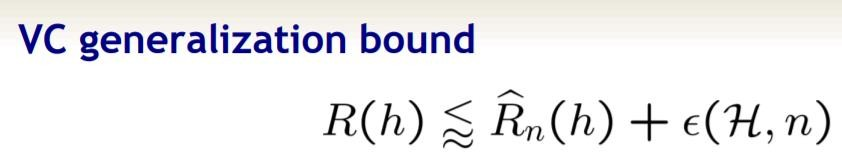 VC generalization bound
R(h) ⪅ R̂ₙ(h) + ϵ(ℋ, n)